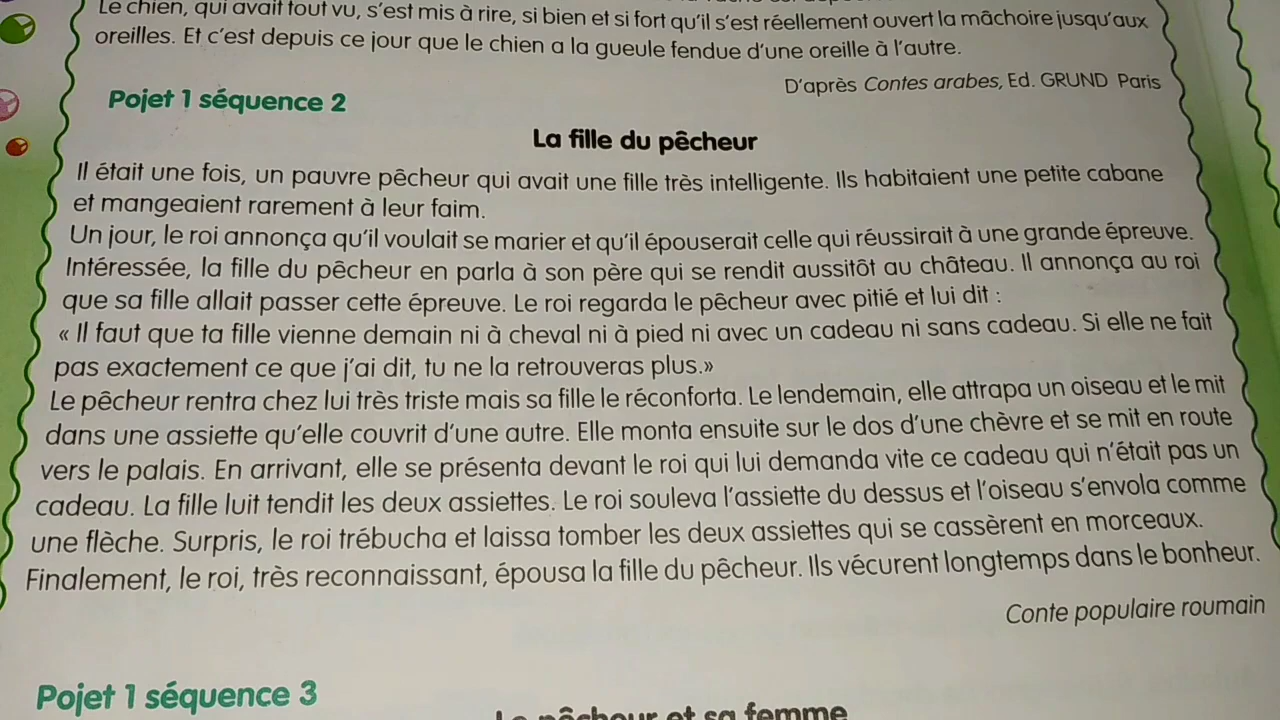 Le chien, qui avait tout vu, s'est mis à rire, si bien et si fort qu'il s'est réellement ouvert la mâchoire jusqu'aux
oreilles. Et c'est depuis ce jour que le chien a la gueule fendue d'une oreille à l'autre.
D'après Contes arabes, Ed. GRUND Paris
Pojet 1 séquence 2
La fille du pêcheur
Il était une fois, un pauvre pêcheur qui avait une fille très intelligente. Ils habitaient une petite cabane
et mangeaient rarement à leur faim.
Un jour, le roi annonça qu'il voulait se marier et qu'il épouserait celle qui réussirait à une grande épreuve.
Intéressée, la fille du pêcheur en parla à son père qui se rendit aussitôt au château. Il annonça au roi
que sa fille allait passer cette épreuve. Le roi regarda le pêcheur avec pitié et lui dit :
« Il faut que ta fille vienne demain ni à cheval ni à pied ni avec un cadeau ni sans cadeau. Si elle ne fait
pas exactement ce que j'ai dit, tu ne la retrouveras plus.»
Le pêcheur rentra chez lui très triste mais sa fille le réconforta. Le lendemain, elle attrapa un oiseau et le mit
dans une assiette qu'elle couvrit d'une autre. Elle monta ensuite sur le dos d'une chèvre et se mit en route
vers le palais. En arrivant, elle se présenta devant le roi qui lui demanda vite ce cadeau qui n'était pas un
cadeau. La fille luit tendit les deux assiettes. Le roi souleva l'assiette du dessus et l'oiseau s'envola comme
une flèche. Surpris, le roi trébucha et laissa tomber les deux assiettes qui se cassèrent en morceaux.
Finalement, le roi, très reconnaissant, épousa la fille du pêcheur. Ils vécurent longtemps dans le bonheur.
Conte populaire roumain
Pojet 1 séquence 3
Le pêcheur et sa femme